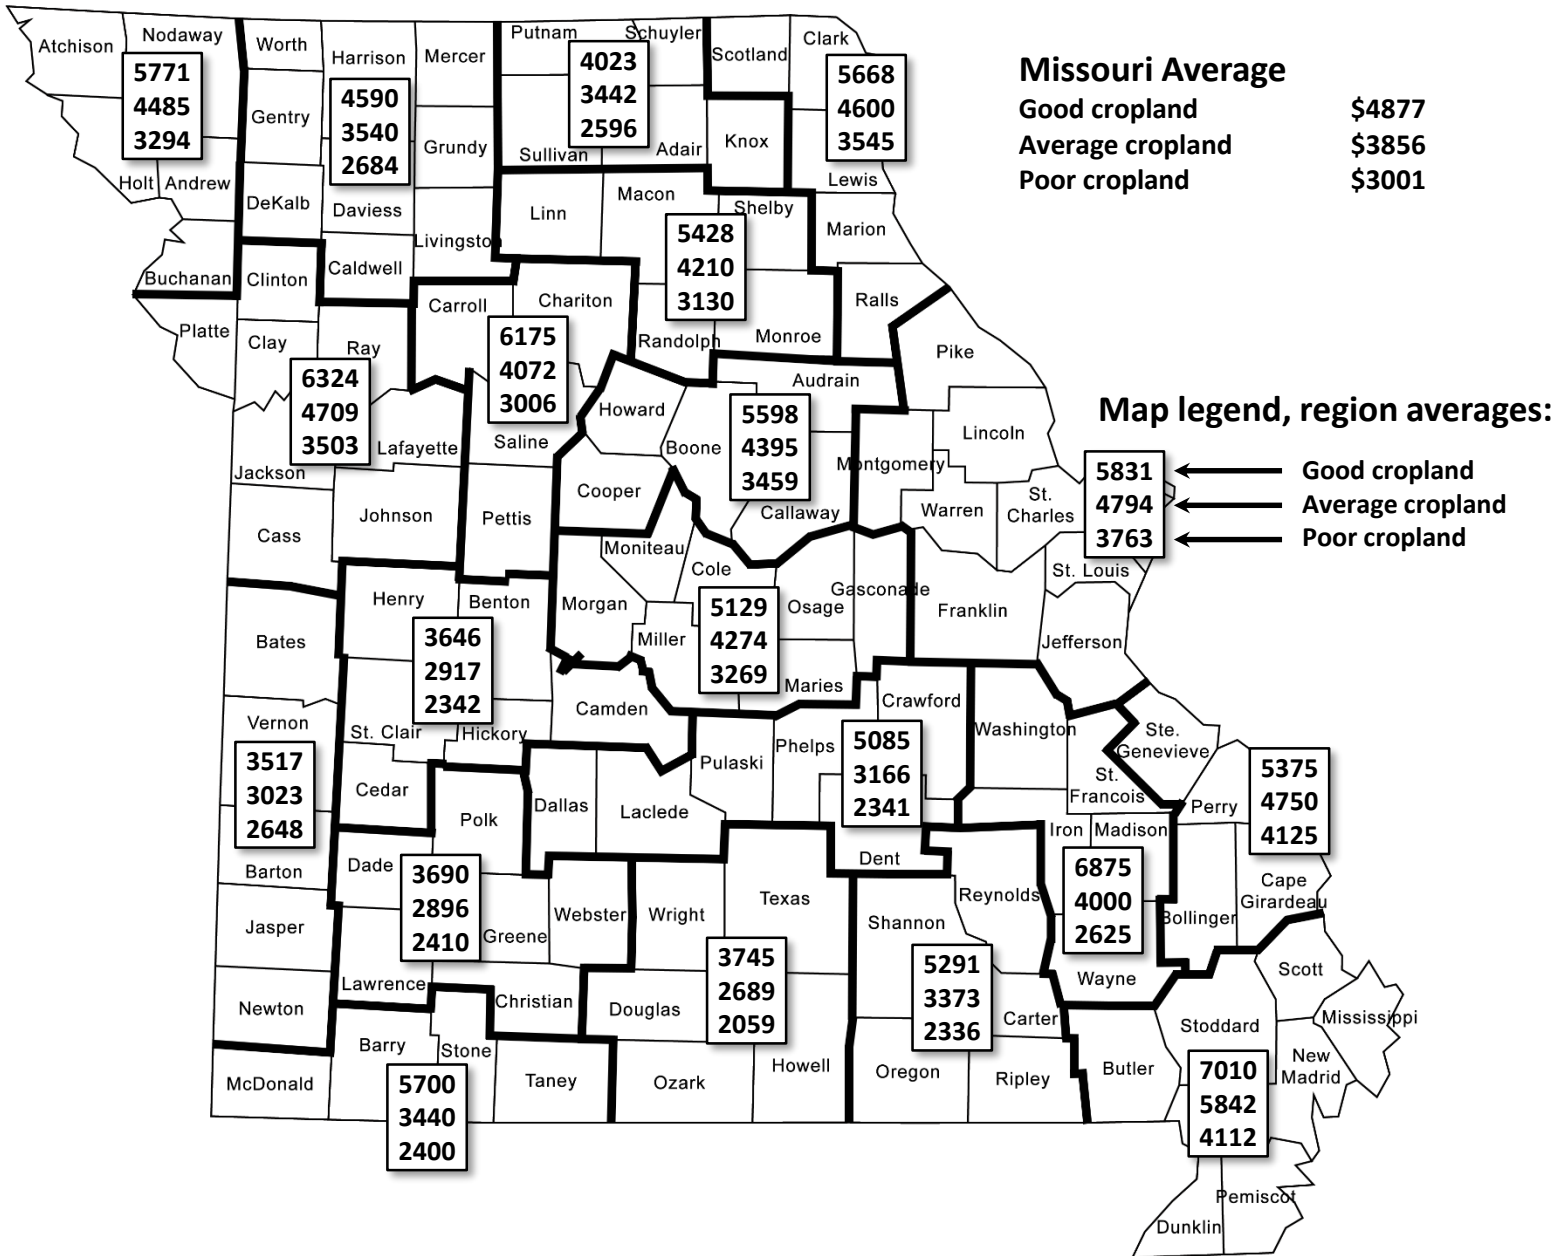 Atchison
Nodaway
Worth
Harrison
Mercer
Putnam
Schuyler
Scotland
Clark
5771
4485
3294
4590
3540
2684
4023
3442
2596
5668
4600
3545
Missouri Average
Good cropland $4877
Average cropland $3856
Poor cropland $3001
Gentry
Grundy
Sullivan
Adair
Knox
Lewis
Holt
Andrew
DeKalb
Daviess
Livingston
Linn
Macon
Shelby
Marion
5428
4210
3130
Buchanan
Clinton
Caldwell
Carroll
Chariton
Randolph
Monroe
Ralls
Platte
Clay
Ray
6175
4072
3006
Pike
6324
4709
3503
Audrain
Howard
Boone
5598
4395
3459
Map legend, region averages:
5831 Good cropland
4794 Average cropland
3763 Poor cropland
Lafayette
Saline
Jackson
Montgomery
Lincoln
Cooper
Callaway
Warren
St.
Charles
Johnson
Pettis
Cass
Moniteau
Cole
St. Louis
Henry
Benton
Morgan
Miller
5129
4274
3269
Osage
Gasconade
Franklin
Jefferson
Bates
3646
2917
2342
Maries
Camden
Crawford
Washington
Vernon
St. Clair
Hickory
Pulaski
Phelps
5085
3166
2341
Ste.
Genevieve
St.
Francois
Perry
5375
4750
4125
3517
3023
2648
Cedar
Polk
Dallas
Laclede
Iron
Madison
Barton
Dade
3690
2896
2410
Dent
6875
4000
2625
Cape
Girardeau
Bollinger
Jasper
Greene
Webster
Wright
Texas
Shannon
Reynolds
3745
2689
2059
5291
3373
2336
Wayne
Scott
Lawrence
Newton
Christian
Douglas
Carter
Stoddard
Mississippi
Barry
Stone
McDonald
Taney
Ozark
Howell
Oregon
Ripley
Butler
New
Madrid
5700
3440
2400
7010
5842
4112
Pemiscot
Dunklin